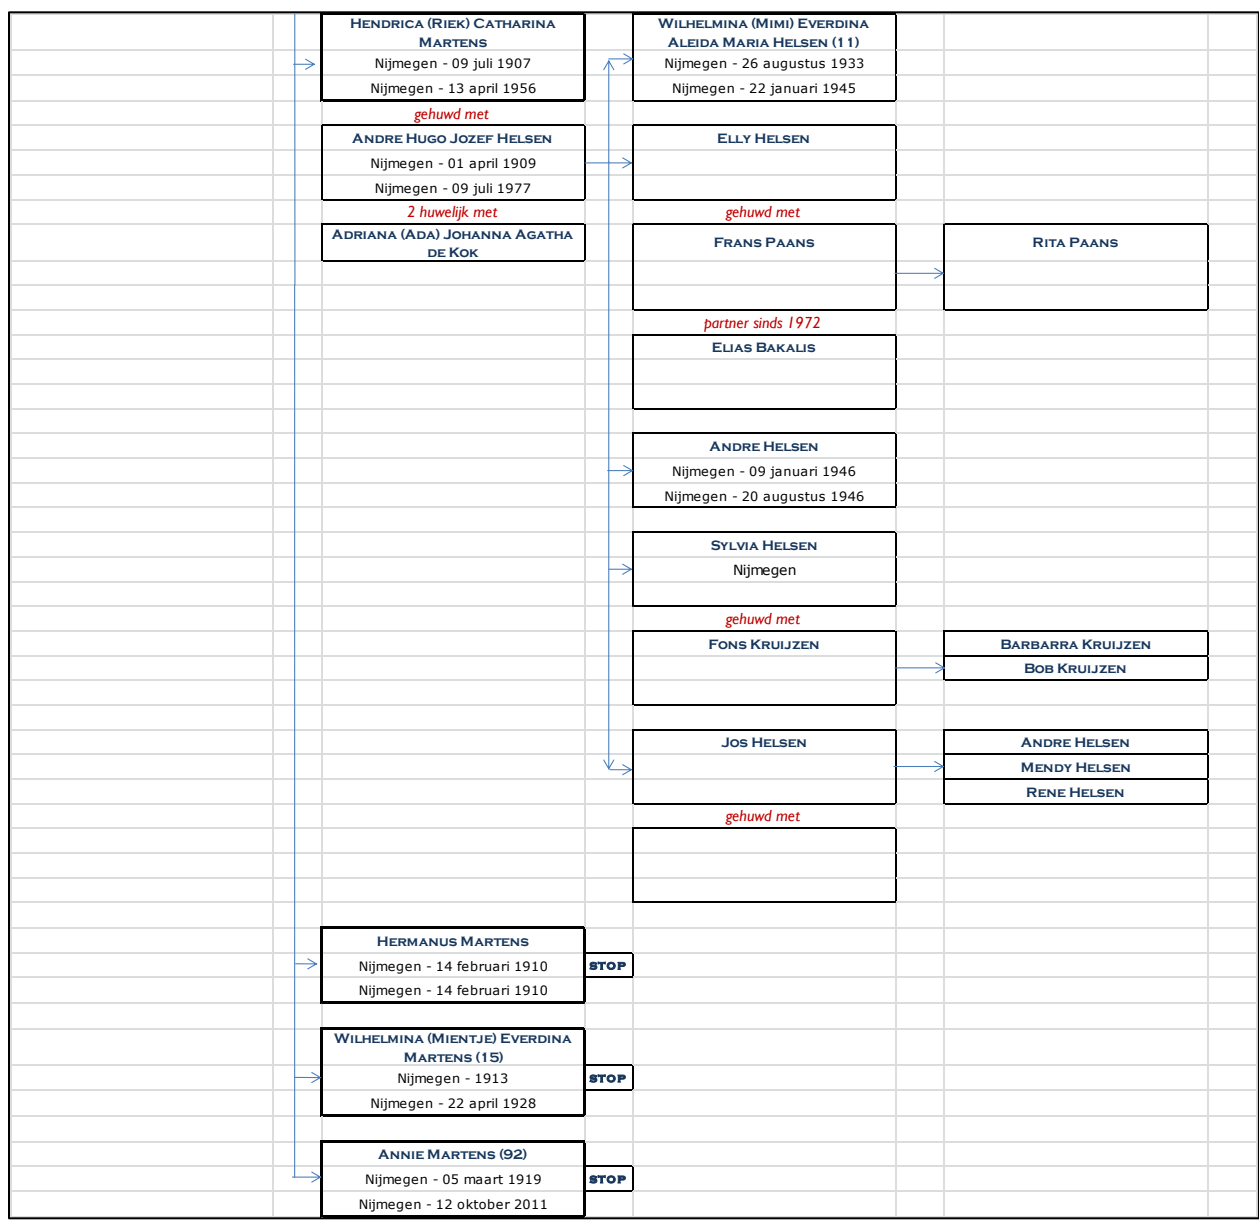 HENDRICA (RIEK) CATHARINA
MARTENS
Nijmegen - 09 juli 1907
Nijmegen - 13 april 1956
gehuwd met
ANDRE HUGO JOZEF HELSEN
Nijmegen - 01 april 1909
Nijmegen - 09 juli 1977
2 huwelijk met
ADRIANA (ADA) JOHANNA AGATHA
DE KOK
WILHELMINA (MIMI) EVERDINA
ALEIDA MARIA HELSEN (11)
Nijmegen - 26 augustus 1933
Nijmegen - 22 januari 1945
ELLY HELSEN
gehuwd met
FRANS PAANS
RITA PAANS
partner sinds 1972
ELIAS BAKALIS
ANDRE HELSEN
Nijmegen - 09 januari 1946
Nijmegen - 20 augustus 1946
SYLVIA HELSEN
Nijmegen
gehuwd met
FONS KRUIJZEN
BARBARRA KRUIJZEN
BOB KRUIJZEN
JOS HELSEN
ANDRE HELSEN
MENDY HELSEN
RENE HELSEN
gehuwd met
HERMANUS MARTENS
Nijmegen - 14 februari 1910
Nijmegen - 14 februari 1910
STOP
WILHELMINA (MIENTJE) EVERDINA
MARTENS (15)
Nijmegen - 1913
Nijmegen - 22 april 1928
STOP
ANNIE MARTENS (92)
Nijmegen - 05 maart 1919
Nijmegen - 12 oktober 2011
STOP